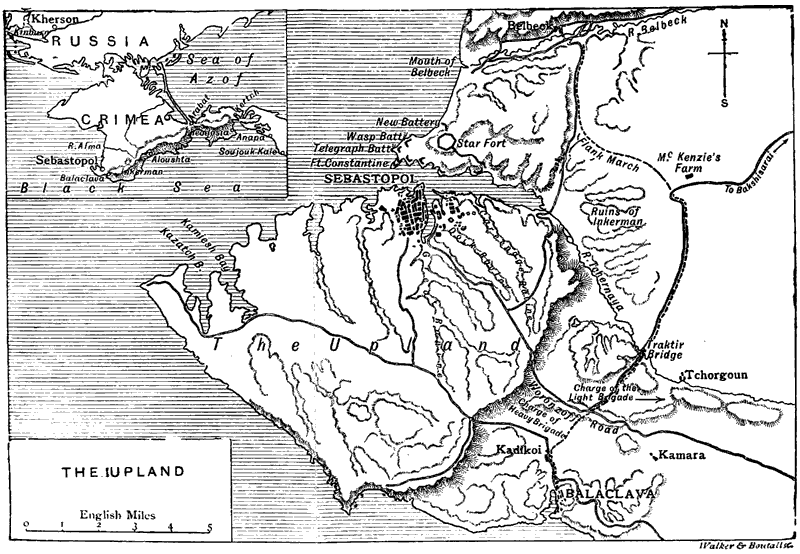 Kherson
Kinburn
RUSSIA
Sea of
Azof
CRIMEA
Arabat
Kertch
Theodosia
Anapa
Soujouk-Kale
R. Alma
Sebastopol
Inkerman
Aloushta
Balaclava
Black Sea
Belbeck
R. Belbeck
Mouth of
Belbeck
N
S
New Battery
Wasp Batty
Telegraph Batty
Ft. Constantine
Star Fort
SEBASTOPOL
Flank March
Mc Kenzie's
Farm
To Bakshisarai
Ruins of
Inkerman
R. Tchernaya
Kamiesh Bay
Kazatch B.
The Upland
Traktir
Bridge
Tchorgoun
Charge of the
Light Brigade
Woronzoff Road
Charge of
Heavy Brigade
Kadikoi
Kamara
BALACLAVA
THE UPLAND
English Miles
0 1 2 3 4 5
Walker & Boutall sc.